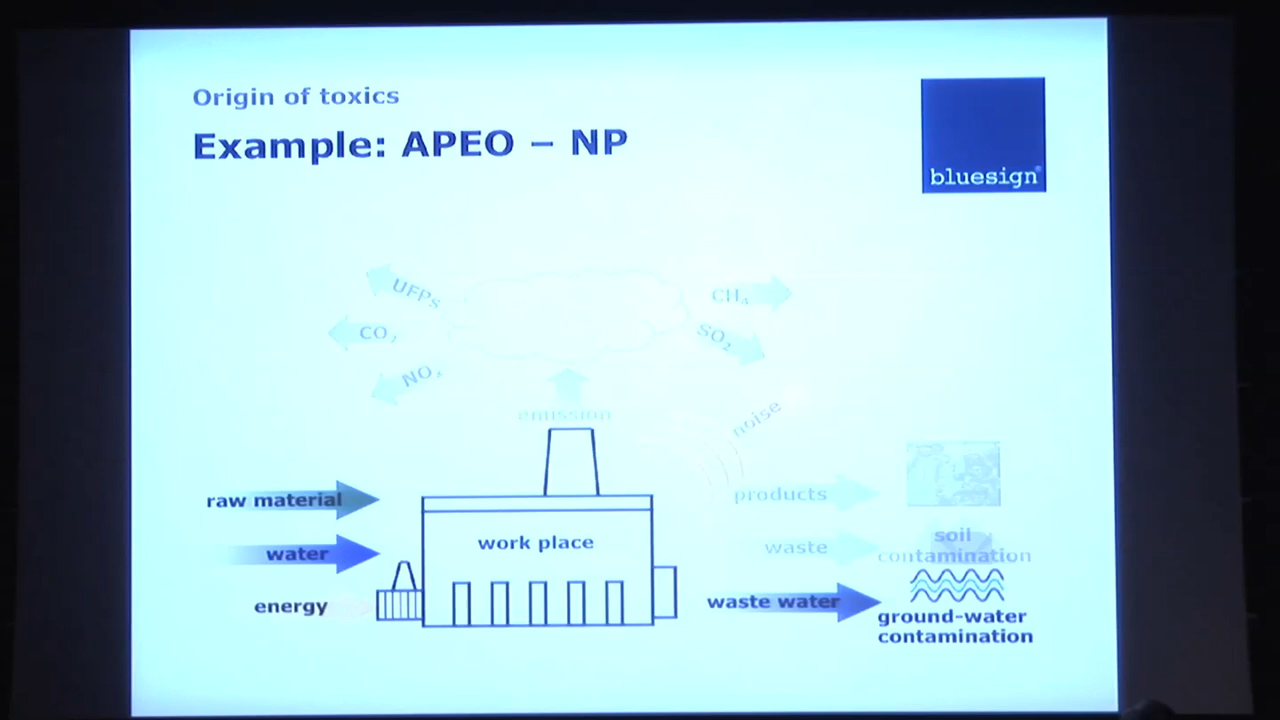 Origin of toxics
Example: APEO – NP
bluesign®
UFPs
CH₄
CO₂
SO₂
NOₓ
emission
noise
raw material
products
work place
water
waste
soil
contamination
energy
waste water
ground-water
contamination